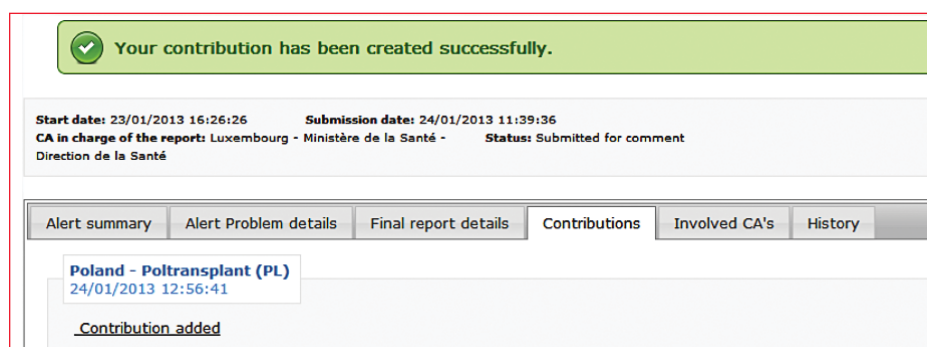 Your contribution has been created successfully.
Start date: 23/01/2013 16:26:26 Submission date: 24/01/2013 11:39:36
CA in charge of the report: Luxembourg - Ministère de la Santé - Status: Submitted for comment
Direction de la Santé
Alert summary Alert Problem details Final report details Contributions Involved CA's History
Poland - Poltransplant (PL)
24/01/2013 12:56:41
Contribution added